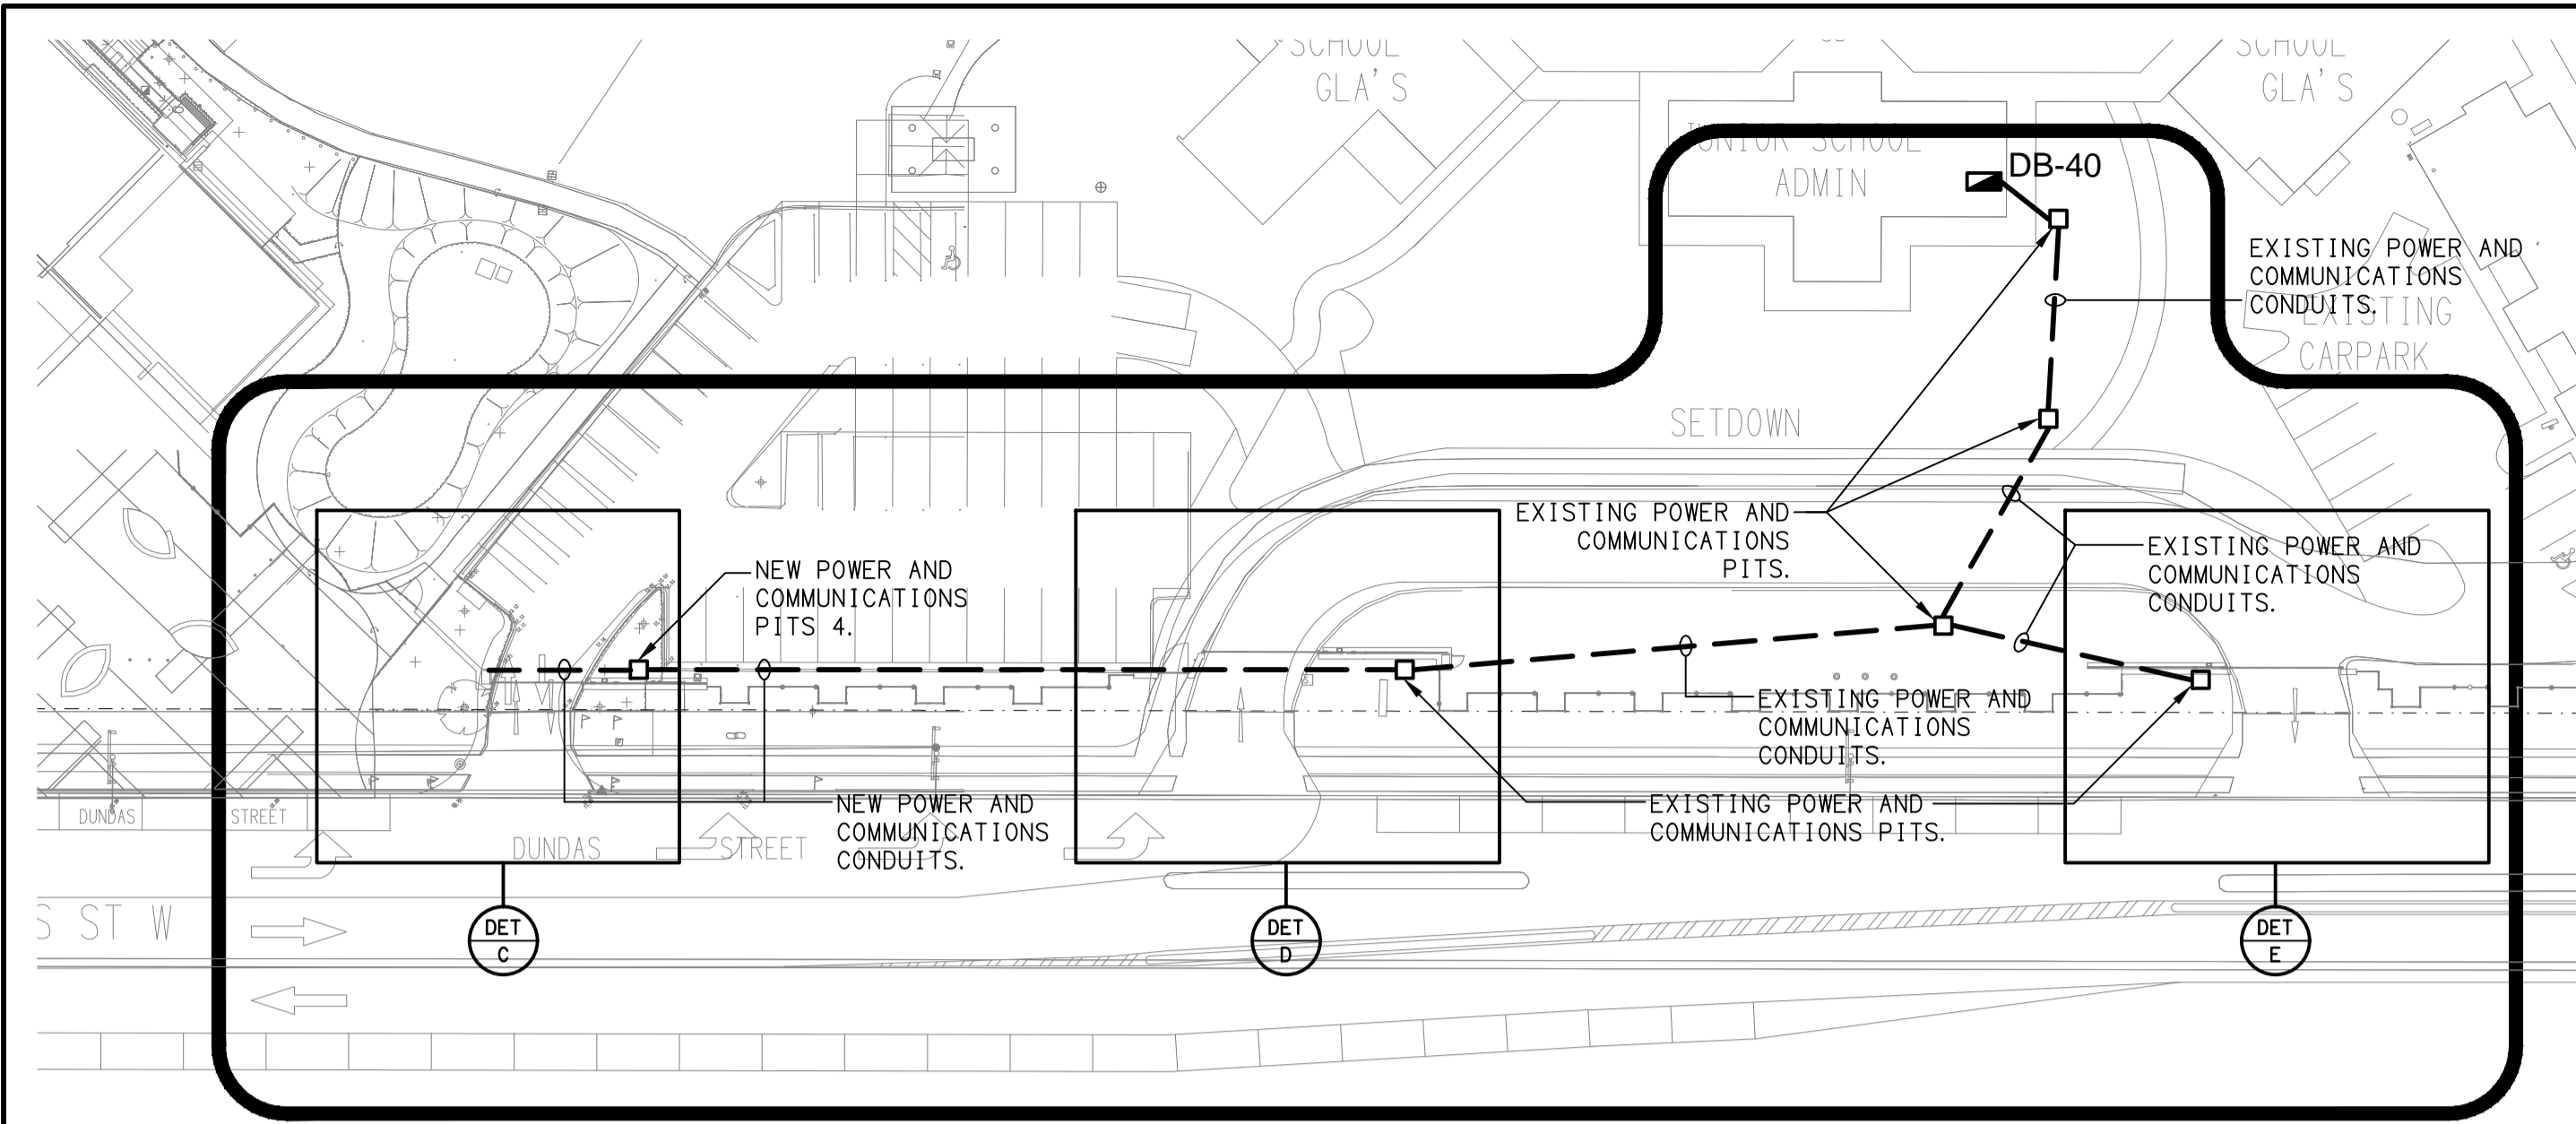 SCHOOL
GLA'S
SCHOOL
GLA'S
JUNIOR SCHOOL
ADMIN
DB-40
EXISTING POWER AND
COMMUNICATIONS
CONDUITS.
EXISTING
CARPARK
SETDOWN
EXISTING POWER AND
COMMUNICATIONS
PITS.
EXISTING POWER AND
COMMUNICATIONS
CONDUITS.
NEW POWER AND
COMMUNICATIONS
PITS 4.
EXISTING POWER AND
COMMUNICATIONS
CONDUITS.
NEW POWER AND
COMMUNICATIONS
CONDUITS.
EXISTING POWER AND
COMMUNICATIONS PITS.
DUNDAS STREET
DUNDAS STREET
S ST W
DET
C
DET
D
DET
E